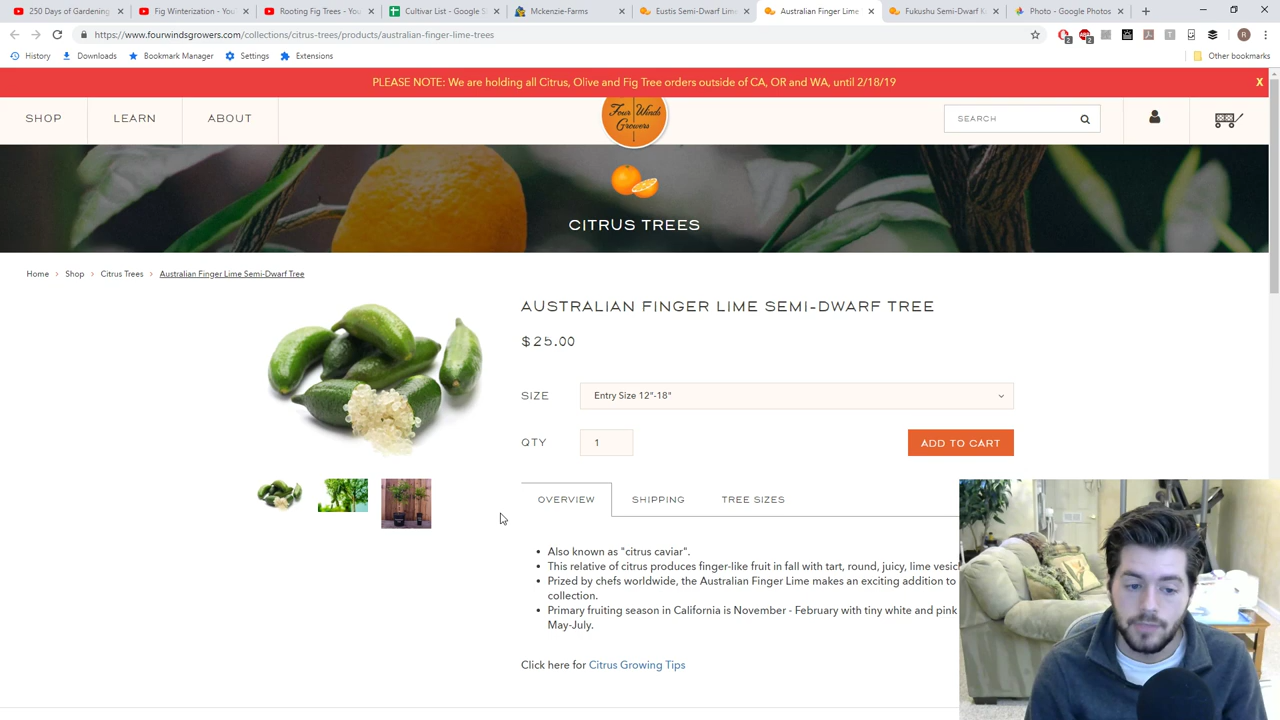 250 Days of Gardening
Fig Winterization - You
Rooting Fig Trees - You
Cultivar List - Google S
Mckenzie-Farms
Eustis Semi-Dwarf Lime
Australian Finger Lime
Fukushu Semi-Dwarf K
Photo - Google Photos
https://www.fourwindsgrowers.com/collections/citrus-trees/products/australian-finger-lime-trees
History
Downloads
Bookmark Manager
Settings
Extensions
Other bookmarks
PLEASE NOTE: We are holding all Citrus, Olive and Fig Tree orders outside of CA, OR and WA, until 2/18/19
X
SHOP
LEARN
ABOUT
Four Winds
Growers
SEARCH
CITRUS TREES
Home > Shop > Citrus Trees > Australian Finger Lime Semi-Dwarf Tree
AUSTRALIAN FINGER LIME SEMI-DWARF TREE
$25.00
SIZE
Entry Size 12"-18"
QTY
1
ADD TO CART
OVERVIEW
SHIPPING
TREE SIZES
• Also known as "citrus caviar".
• This relative of citrus produces finger-like fruit in fall with tart, round, juicy, lime vesic
• Prized by chefs worldwide, the Australian Finger Lime makes an exciting addition to
collection.
• Primary fruiting season in California is November - February with tiny white and pink
May-July.
Click here for Citrus Growing Tips